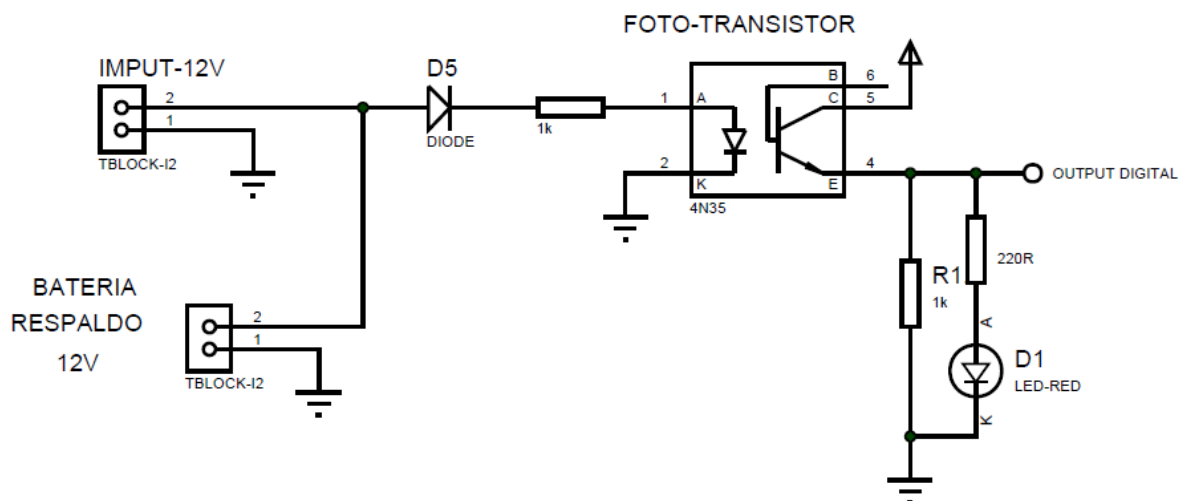 FOTO-TRANSISTOR
IMPUT-12V
2
1
TBLOCK-I2
D5
DIODE
1k
1
A
2
K
B
6
C
5
4
E
4N35
OUTPUT DIGITAL
R1
1k
220R
A
D1
LED-RED
K
BATERIA
RESPALDO
12V
2
1
TBLOCK-I2